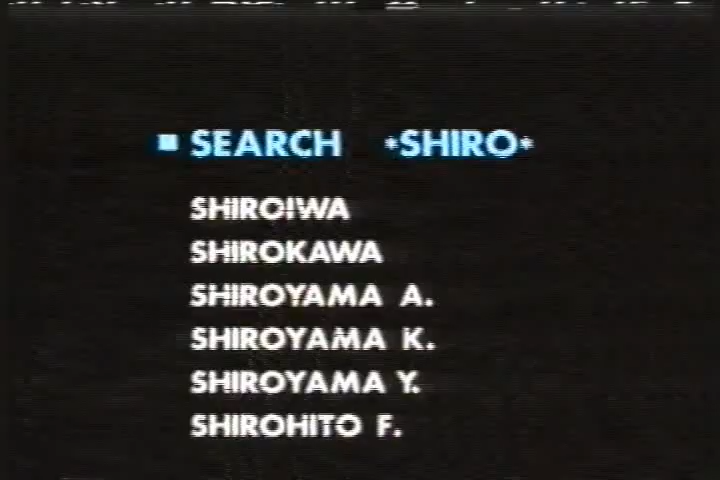 ■ SEARCH *SHIRO*
SHIROIWA
SHIROKAWA
SHIROYAMA A.
SHIROYAMA K.
SHIROYAMA Y.
SHIROHITO F.